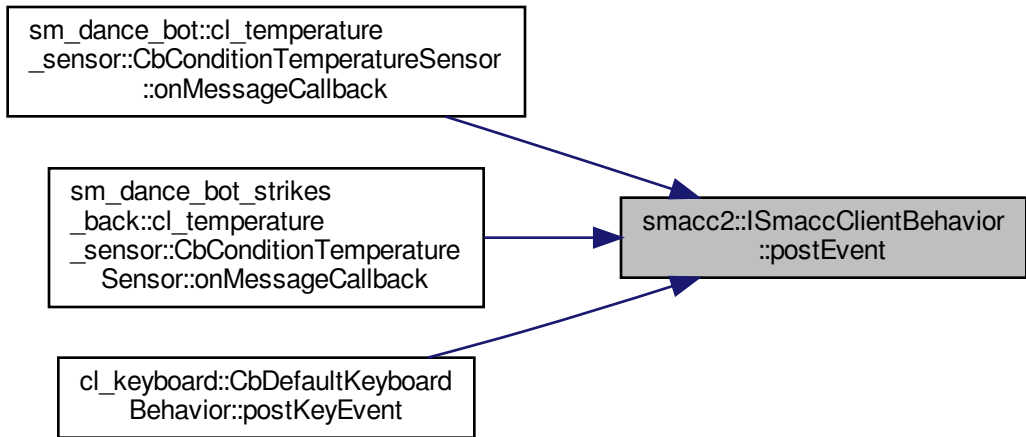 sm_dance_bot::cl_temperature
_sensor::CbConditionTemperatureSensor
::onMessageCallback
sm_dance_bot_strikes
_back::cl_temperature
_sensor::CbConditionTemperature
Sensor::onMessageCallback
cl_keyboard::CbDefaultKeyboard
Behavior::postKeyEvent
smacc2::ISmaccClientBehavior
::postEvent